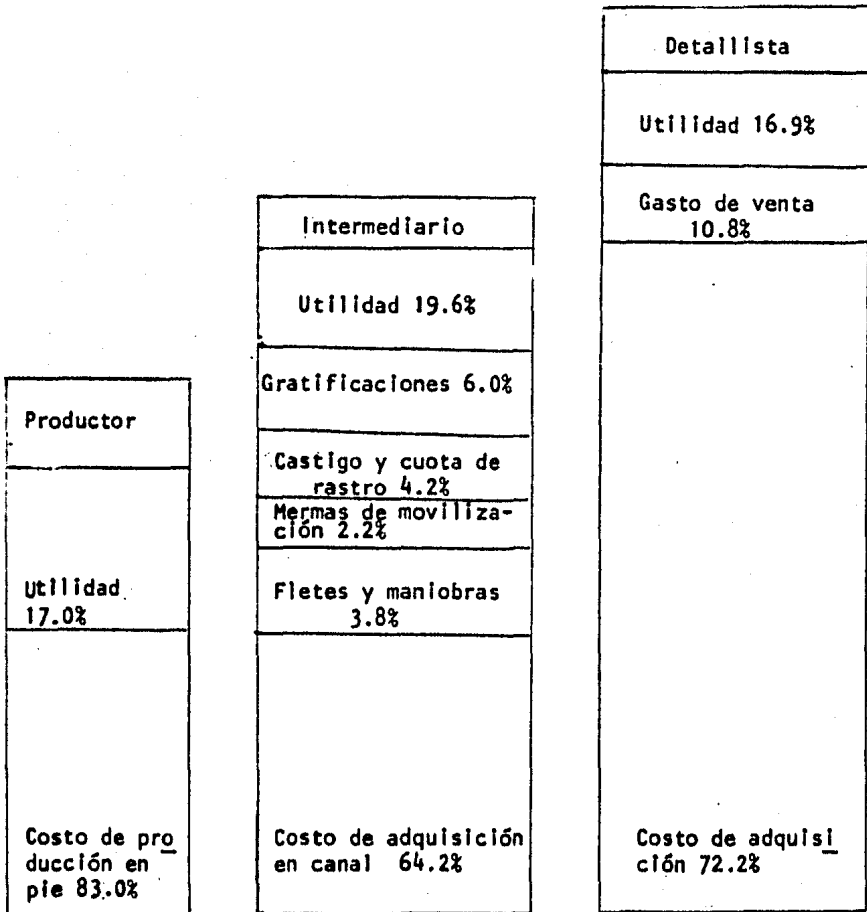 Productor
Utilidad
17.0%
Costo de pro
ducción en
pie 83.0%
Intermediario
Utilidad 19.6%
Gratificaciones 6.0%
Castigo y cuota de
rastro 4.2%
Mermas de moviliza-
ción 2.2%
Fletes y maniobras
3.8%
Costo de adquisición
en canal 64.2%
Detallista
Utilidad 16.9%
Gasto de venta
10.8%
Costo de adquisi
ción 72.2%